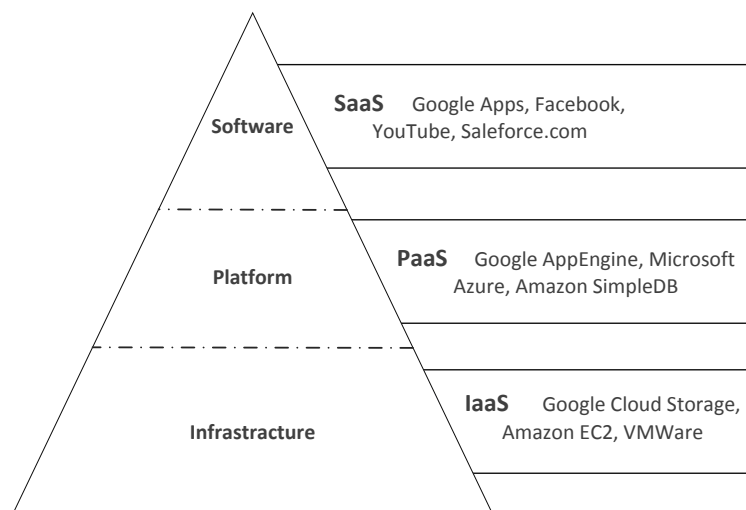 Software
SaaS Google Apps, Facebook,
YouTube, Saleforce.com
Platform
PaaS Google AppEngine, Microsoft
Azure, Amazon SimpleDB
Infrastracture
IaaS Google Cloud Storage,
Amazon EC2, VMWare